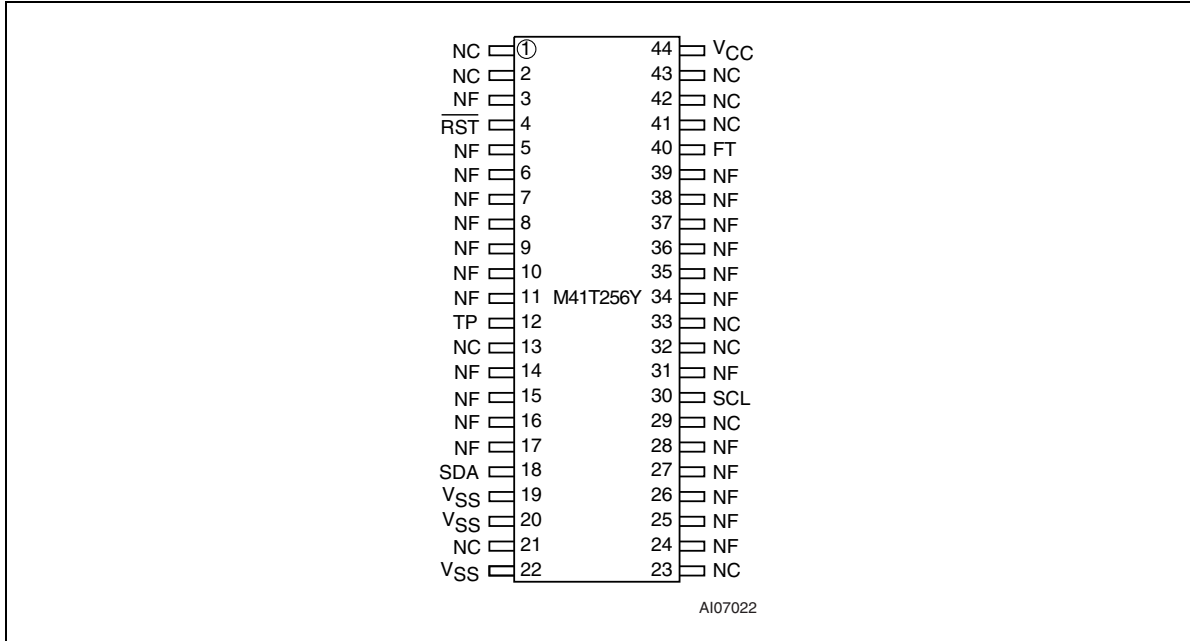 NC 1 44 VCC
NC 2 43 NC
NF 3 42 NC
RST 4 41 NC
NF 5 40 FT
NF 6 39 NF
NF 7 38 NF
NF 8 37 NF
NF 9 36 NF
NF 10 35 NF
NF 11 M41T256Y 34 NF
TP 12 33 NC
NC 13 32 NC
NF 14 31 NF
NF 15 30 SCL
NF 16 29 NC
NF 17 28 NF
SDA 18 27 NF
VSS 19 26 NF
VSS 20 25 NF
NC 21 24 NF
VSS 22 23 NC
AI07022